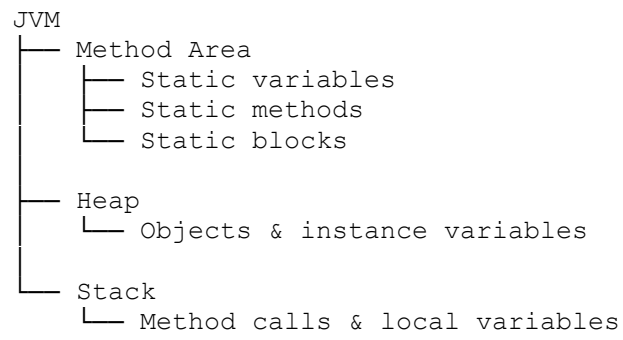 JVM
├── Method Area
│   ├── Static variables
│   ├── Static methods
│   └── Static blocks
│
├── Heap
│   └── Objects & instance variables
│
└── Stack
    └── Method calls & local variables